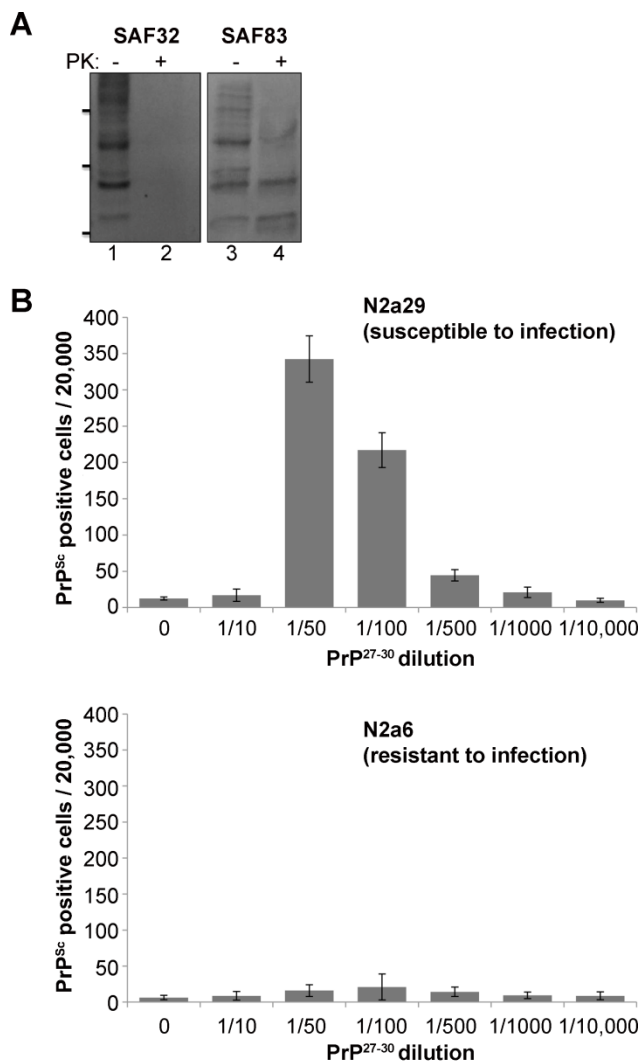 A
SAF32 SAF83
PK: - + - +
1 2 3 4
B
N2a29
(susceptible to infection)
PrPSc positive cells / 20,000
400
350
300
250
200
150
100
50
0
0 1/10 1/50 1/100 1/500 1/1000 1/10,000
PrP27-30 dilution
N2a6
(resistant to infection)
PrPSc positive cells / 20,000
400
350
300
250
200
150
100
50
0
0 1/10 1/50 1/100 1/500 1/1000 1/10,000
PrP27-30 dilution